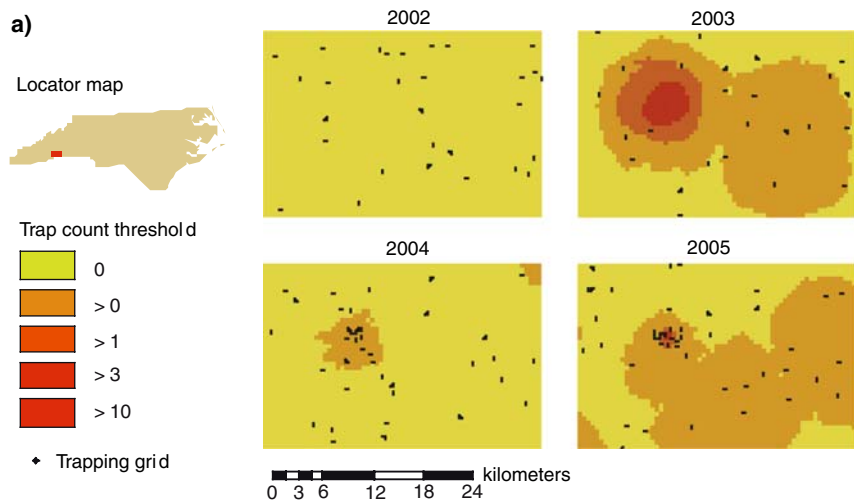 a)
2002
2003
Locator map
Trap count threshold
0
> 0
> 1
> 3
> 10
Trapping grid
2004
2005
kilometers
0 3 6 12 18 24